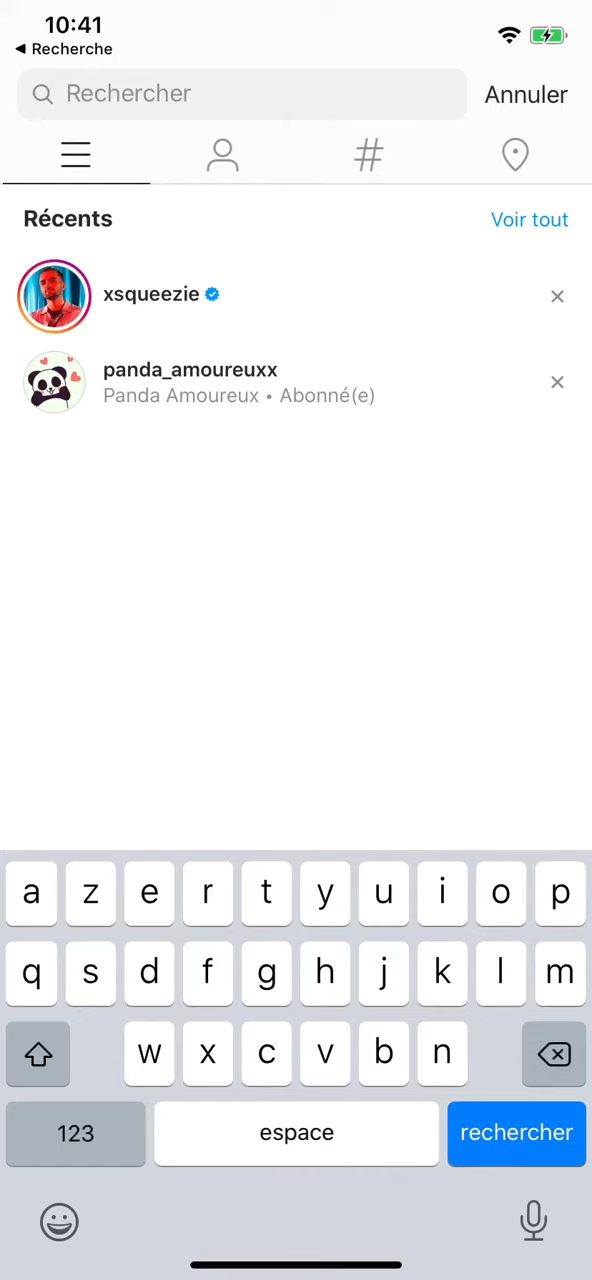 10:41
Recherche
Rechercher
Annuler
#
Récents
Voir tout
xsqueezie
panda_amoureuxx
Panda Amoureux • Abonné(e)
a z e r t y u i o p
q s d f g h j k l m
w x c v b n
123 espace rechercher